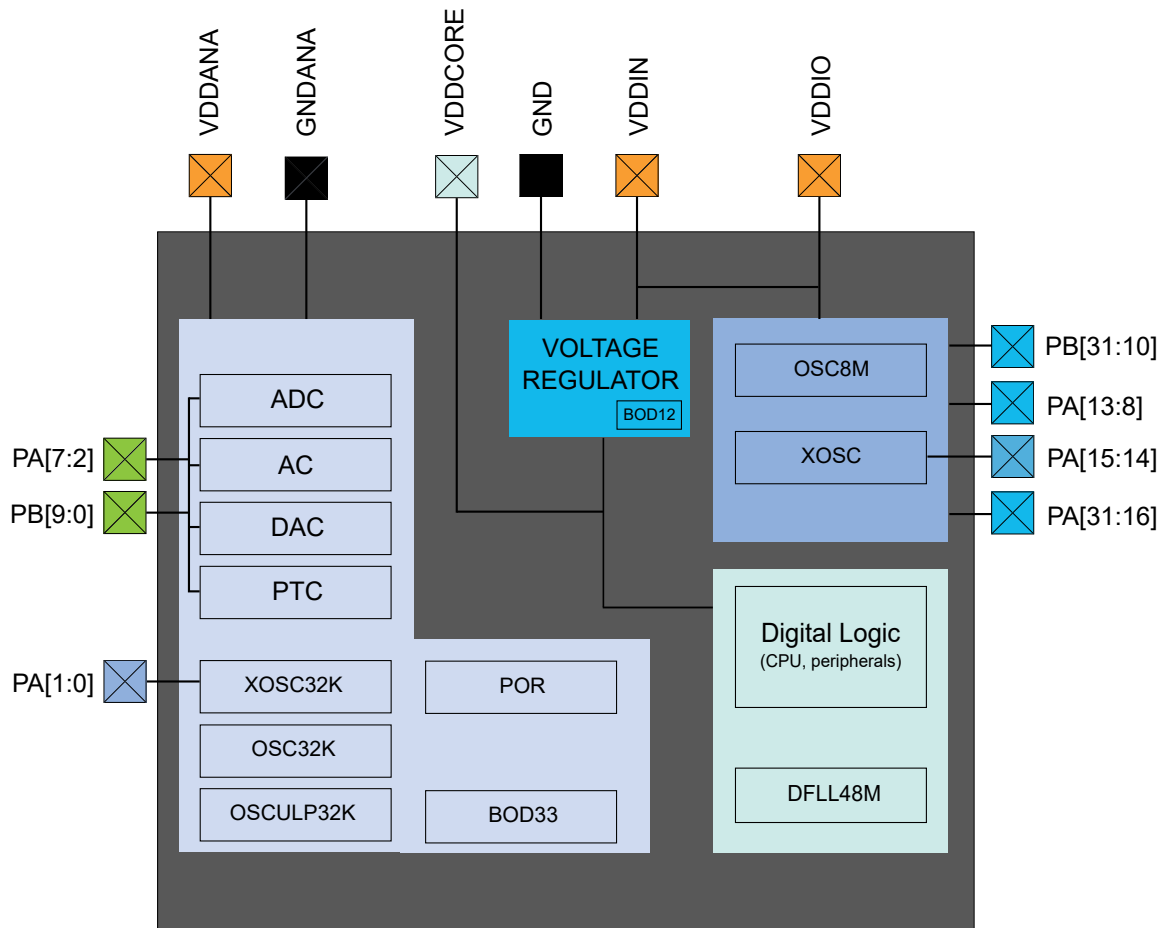 VDDANA
GNDANA
VDDCORE
GND
VDDIN
VDDIO
VOLTAGE
REGULATOR
BOD12
OSC8M
XOSC
PB[31:10]
PA[13:8]
PA[15:14]
PA[31:16]
ADC
AC
DAC
PTC
PA[7:2]
PB[9:0]
PA[1:0]
XOSC32K
OSC32K
OSCULP32K
POR
BOD33
Digital Logic
(CPU, peripherals)
DFLL48M